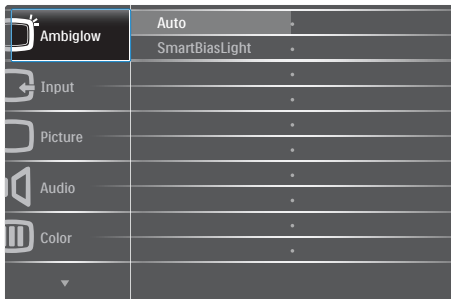 Ambiglow
Auto
SmartBiasLight
Input
Picture
Audio
Color